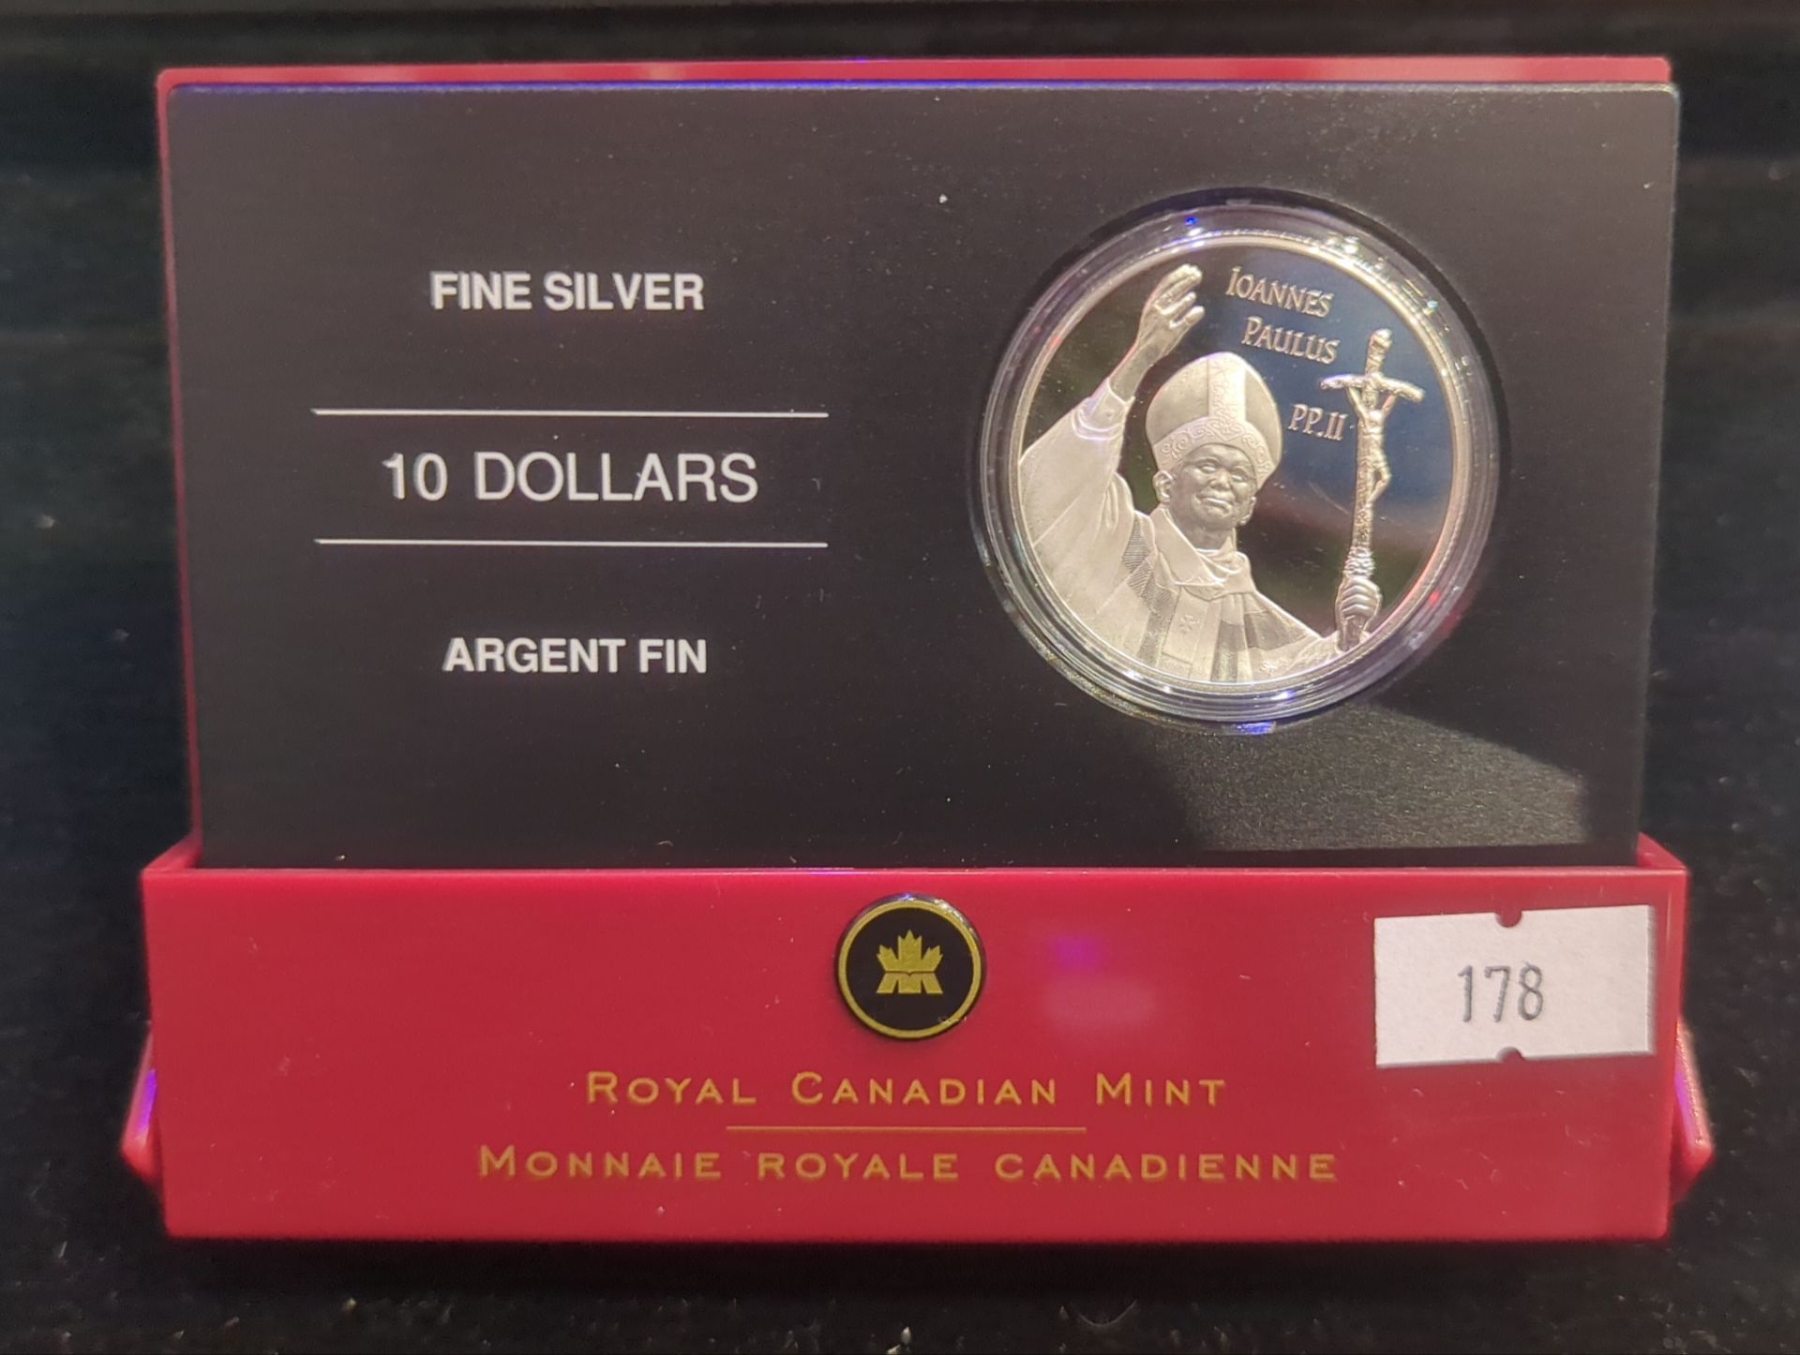 FINE SILVER
10 DOLLARS
ARGENT FIN
IOANNES
PAULUS
PP.II
178
ROYAL CANADIAN MINT
MONNAIE ROYALE CANADIENNE